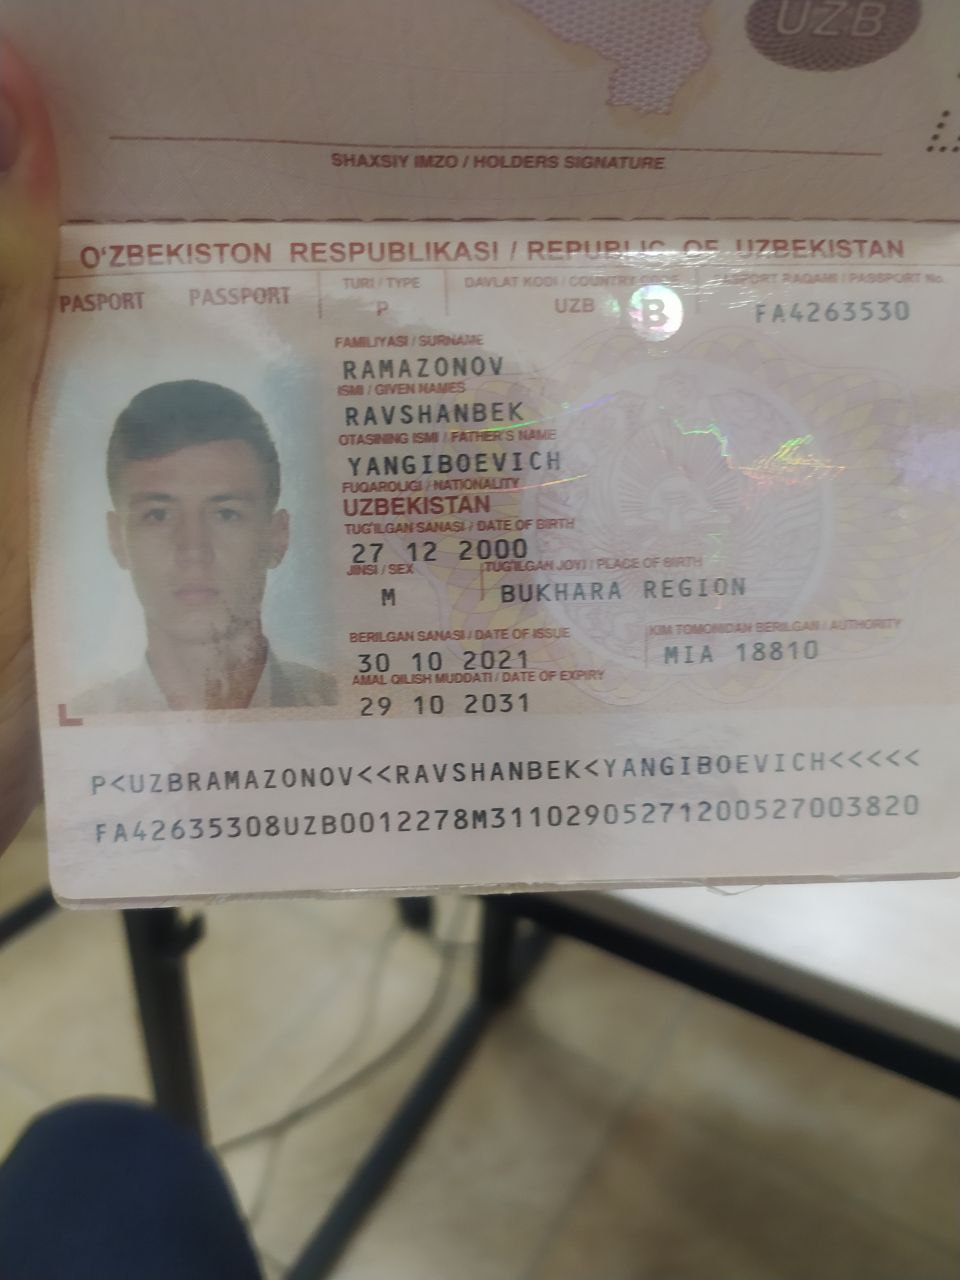 UZB
SHAXSIY IMZO / HOLDERS SIGNATURE
O‘ZBEKISTON RESPUBLIKASI / REPUBLIC OF UZBEKISTAN
PASPORT PASSPORT
TURI / TYPE
P
DAVLAT KODI / COUNTRY CODE
UZB
B
PASPORT RAQAMI / PASSPORT No.
FA4263530
FAMILIYASI / SURNAME
RAMAZONOV
ISMI / GIVEN NAMES
RAVSHANBEK
OTASINING ISMI / FATHER'S NAME
YANGIBOEVICH
FUQAROLIGI / NATIONALITY
UZBEKISTAN
TUG'ILGAN SANASI / DATE OF BIRTH
27 12 2000
JINSI / SEX
M
TUG'ILGAN JOYI / PLACE OF BIRTH
BUKHARA REGION
BERILGAN SANASI / DATE OF ISSUE
30 10 2021
KIM TOMONIDAN BERILGAN / AUTHORITY
MIA 18810
AMAL QILISH MUDDATI / DATE OF EXPIRY
29 10 2031
P<UZBRAMAZONOV<<RAVSHANBEK<YANGIBOEVICH<<<<<
FA42635308UZB0012278M31102905271200527003820